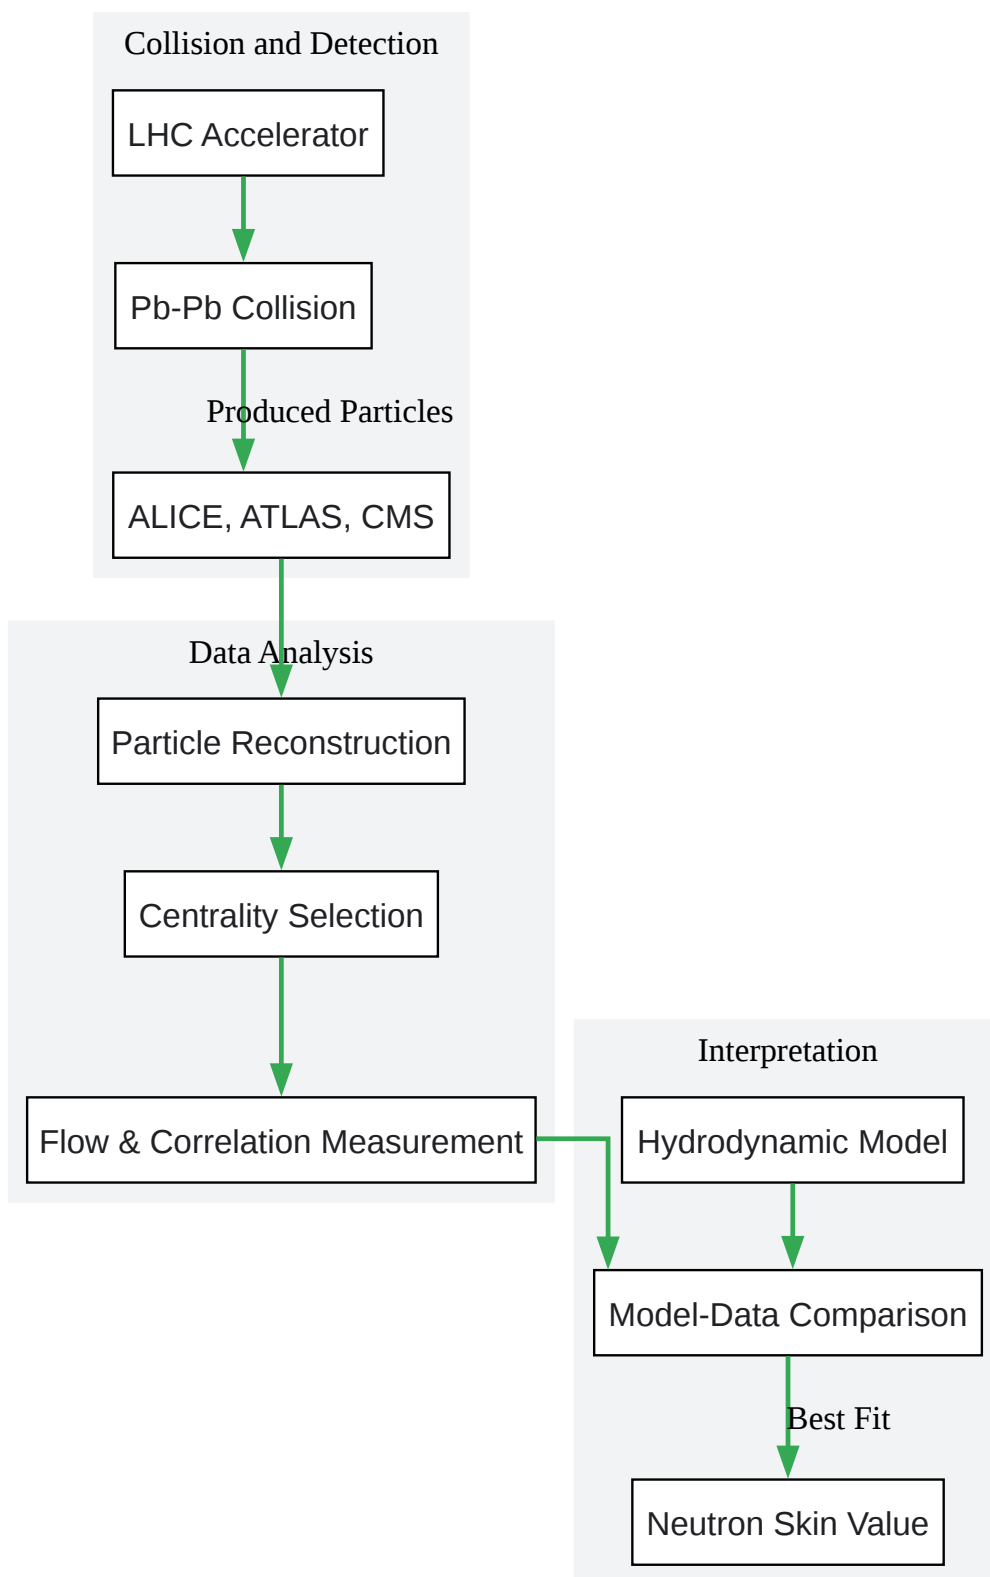 Collision and Detection
LHC Accelerator
Pb-Pb Collision
Produced Particles
ALICE, ATLAS, CMS
Data Analysis
Particle Reconstruction
Centrality Selection
Flow & Correlation Measurement
Interpretation
Hydrodynamic Model
Model-Data Comparison
Best Fit
Neutron Skin Value